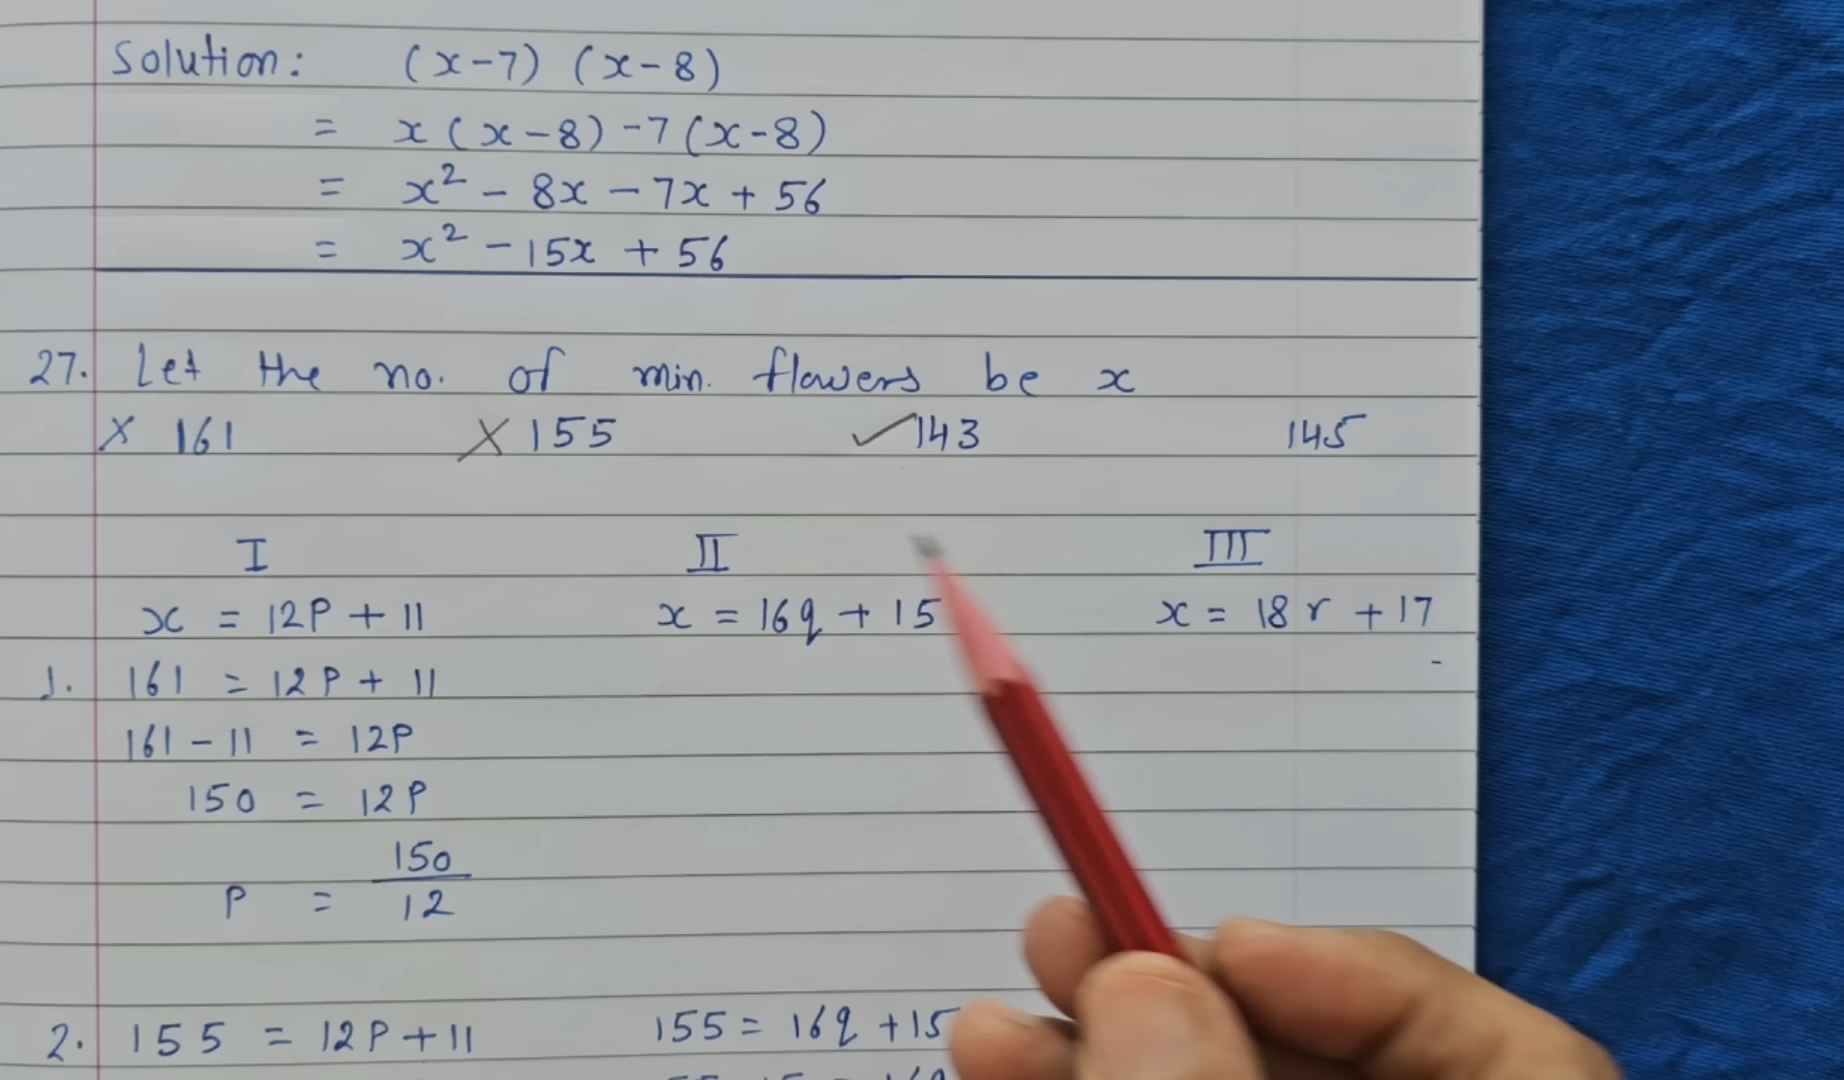 Solution: (x-7) (x-8)
= x(x-8) -7(x-8)
= x² - 8x - 7x + 56
= x² - 15x + 56
27. Let the no. of min. flowers be x
✗ 161 ✗ 155 ✓ 143 145
I II III
x = 12P + 11 x = 16q + 15 x = 18r + 17
1. 161 = 12P + 11
161 - 11 = 12P
150 = 12P
P = 150/12
2. 155 = 12P + 11 155 = 16q + 15